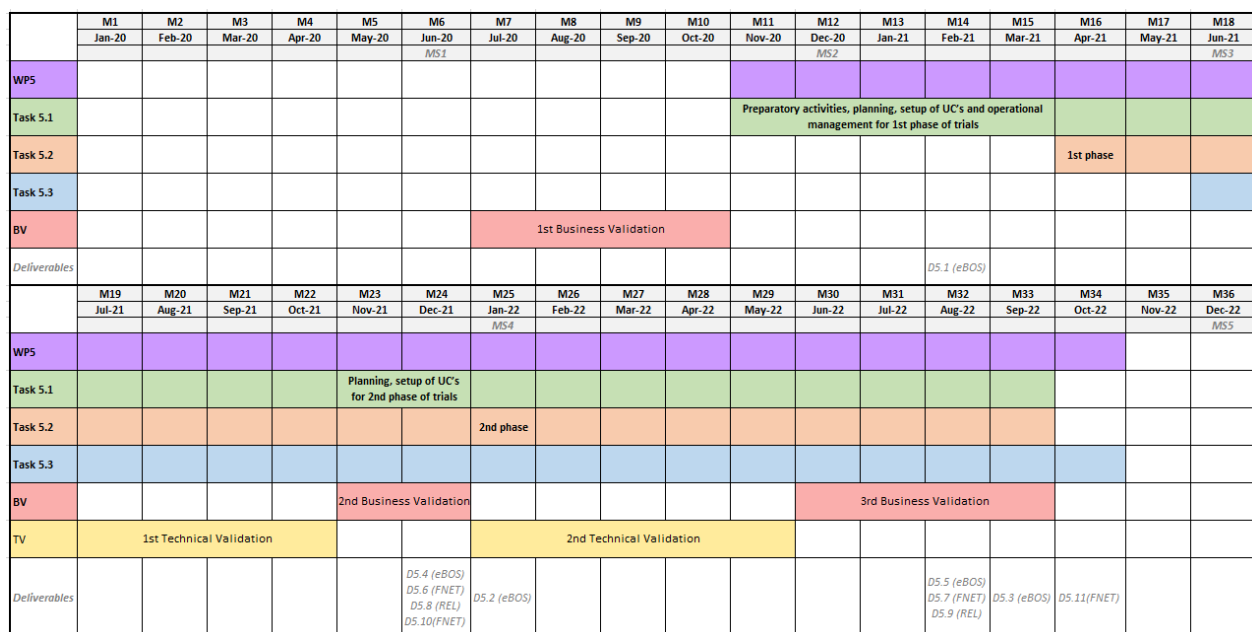 M1 M2 M3 M4 M5 M6 M7 M8 M9 M10 M11 M12 M13 M14 M15 M16 M17 M18
Jan-20 Feb-20 Mar-20 Apr-20 May-20 Jun-20 Jul-20 Aug-20 Sep-20 Oct-20 Nov-20 Dec-20 Jan-21 Feb-21 Mar-21 Apr-21 May-21 Jun-21
MS1 MS2 MS3
WP5
Task 5.1 Preparatory activities, planning, setup of UC's and operational
management for 1st phase of trials
Task 5.2 1st phase
Task 5.3
BV 1st Business Validation
Deliverables D5.1 (eBOS)
M19 M20 M21 M22 M23 M24 M25 M26 M27 M28 M29 M30 M31 M32 M33 M34 M35 M36
Jul-21 Aug-21 Sep-21 Oct-21 Nov-21 Dec-21 Jan-22 Feb-22 Mar-22 Apr-22 May-22 Jun-22 Jul-22 Aug-22 Sep-22 Oct-22 Nov-22 Dec-22
MS4 MS5
WP5
Task 5.1 Planning, setup of UC's
for 2nd phase of trials
Task 5.2 2nd phase
Task 5.3
BV 2nd Business Validation 3rd Business Validation
TV 1st Technical Validation 2nd Technical Validation
D5.4 (eBOS) D5.5 (eBOS)
Deliverables D5.6 (FNET) D5.2 (eBOS) D5.7 (FNET) D5.3 (eBOS) D5.11(FNET)
D5.8 (REL) D5.9 (REL)
D5.10(FNET)